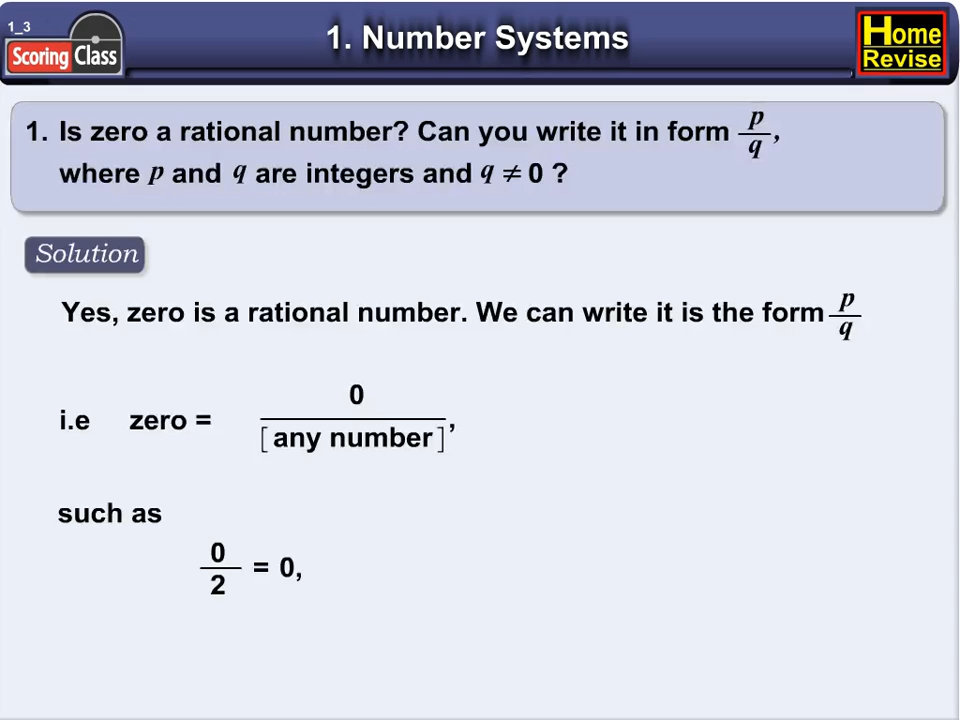 1_3
Scoring Class
1. Number Systems
Home
Revise
1. Is zero a rational number? Can you write it in form p/q,
where p and q are integers and q ≠ 0 ?
Solution
Yes, zero is a rational number. We can write it is the form p/q
i.e zero = 0/[any number],
such as
0/2 = 0,